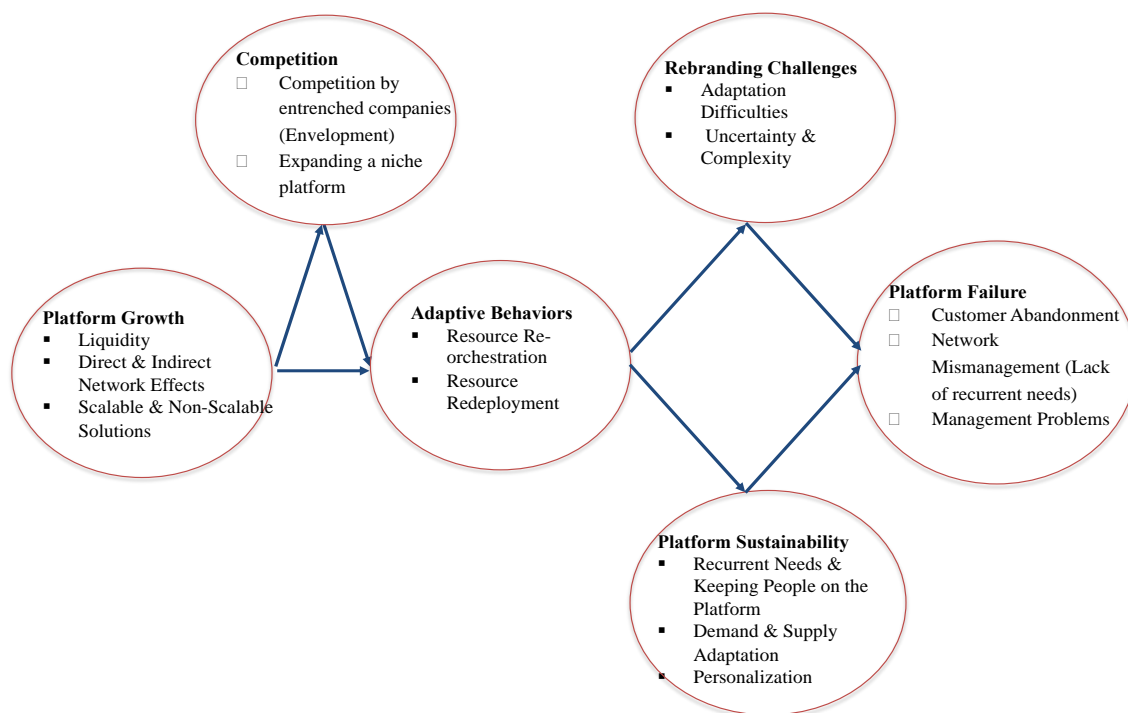 Competition
□ Competition by
entrenched companies
(Envelopment)
□ Expanding a niche
platform
Rebranding Challenges
▪ Adaptation
Difficulties
▪ Uncertainty &
Complexity
Platform Growth
▪ Liquidity
▪ Direct & Indirect
Network Effects
▪ Scalable & Non-Scalable
Solutions
Adaptive Behaviors
▪ Resource Re-
orchestration
▪ Resource
Redeployment
Platform Failure
□ Customer Abandonment
□ Network
Mismanagement (Lack
of recurrent needs)
□ Management Problems
Platform Sustainability
▪ Recurrent Needs &
Keeping People on the
Platform
▪ Demand & Supply
Adaptation
▪ Personalization